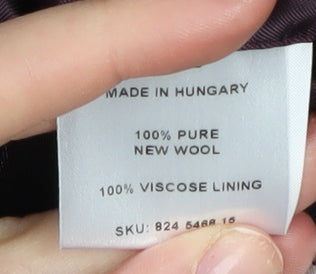 MADE IN HUNGARY
100% PURE
NEW WOOL
100% VISCOSE LINING
SKU: 824 5468 15